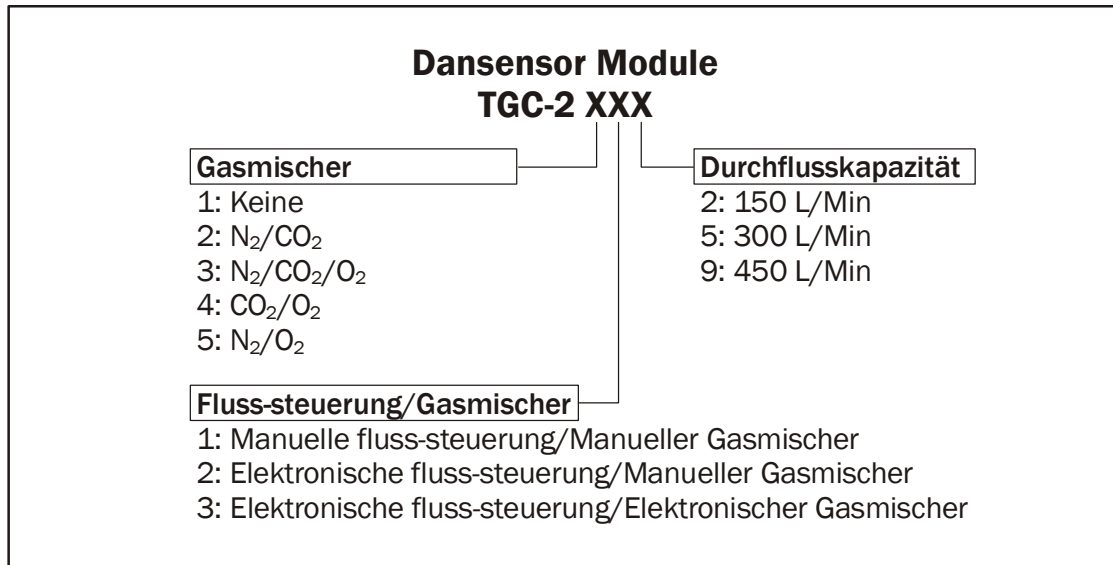 Dansensor Module
TGC-2 XXX
Gasmischer
1: Keine
2: N₂/CO₂
3: N₂/CO₂/O₂
4: CO₂/O₂
5: N₂/O₂
Durchflusskapazität
2: 150 L/Min
5: 300 L/Min
9: 450 L/Min
Fluss-steuerung/Gasmischer
1: Manuelle fluss-steuerung/Manueller Gasmischer
2: Elektronische fluss-steuerung/Manueller Gasmischer
3: Elektronische fluss-steuerung/Elektronischer Gasmischer